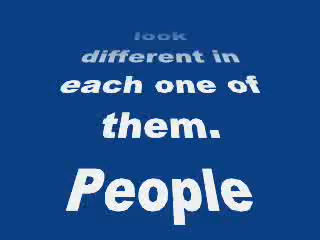 look
different in
each one of
them.
People